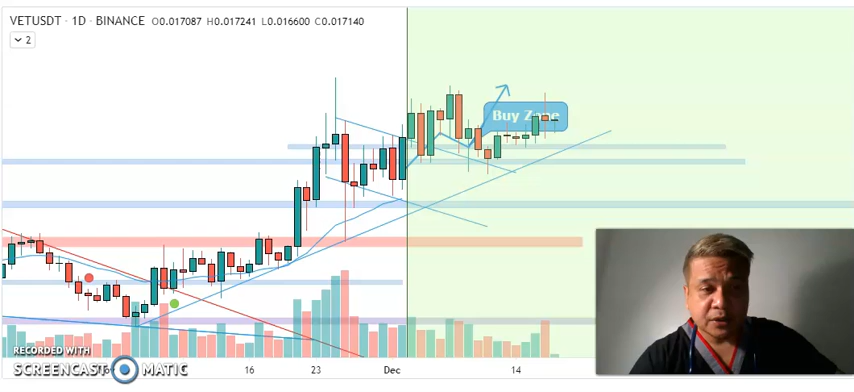 VETUSDT · 1D · BINANCE O0.017087 H0.017241 L0.016600 C0.017140
2
Buy Zone
16 23 Dec 14
RECORDED WITH
SCREENCAST MATIC